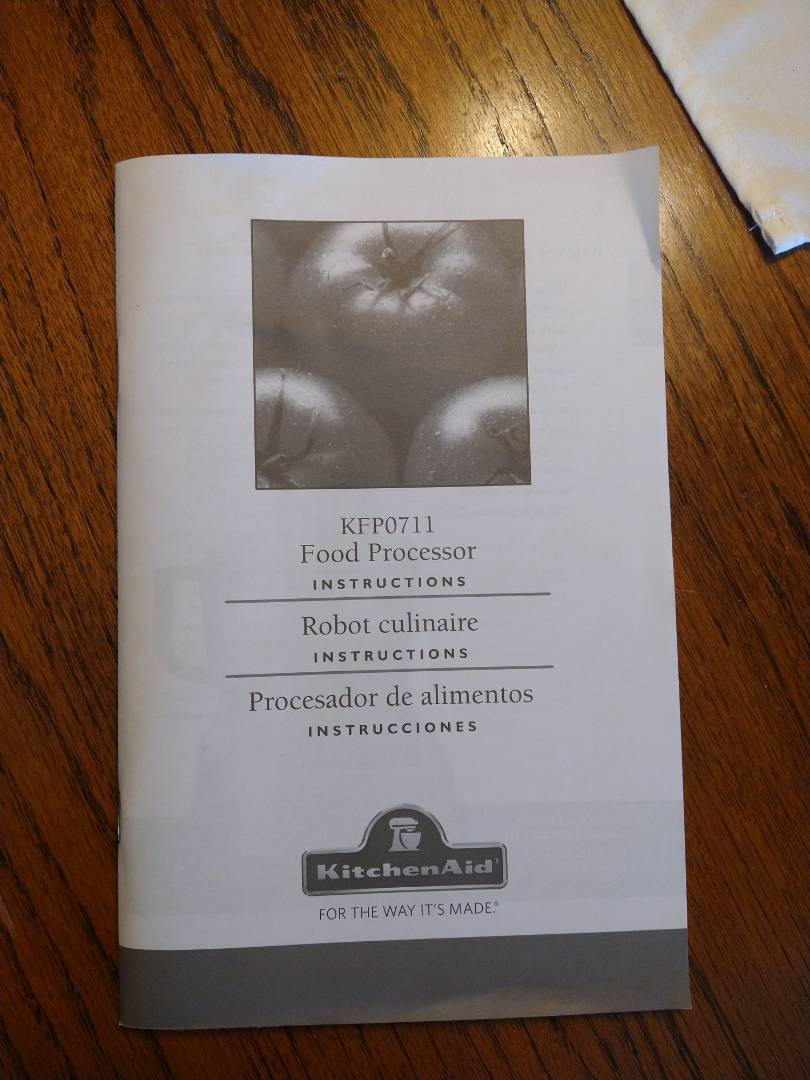 KFP0711
Food Processor
INSTRUCTIONS
Robot culinaire
INSTRUCTIONS
Procesador de alimentos
INSTRUCCIONES
KitchenAid
FOR THE WAY IT'S MADE.®